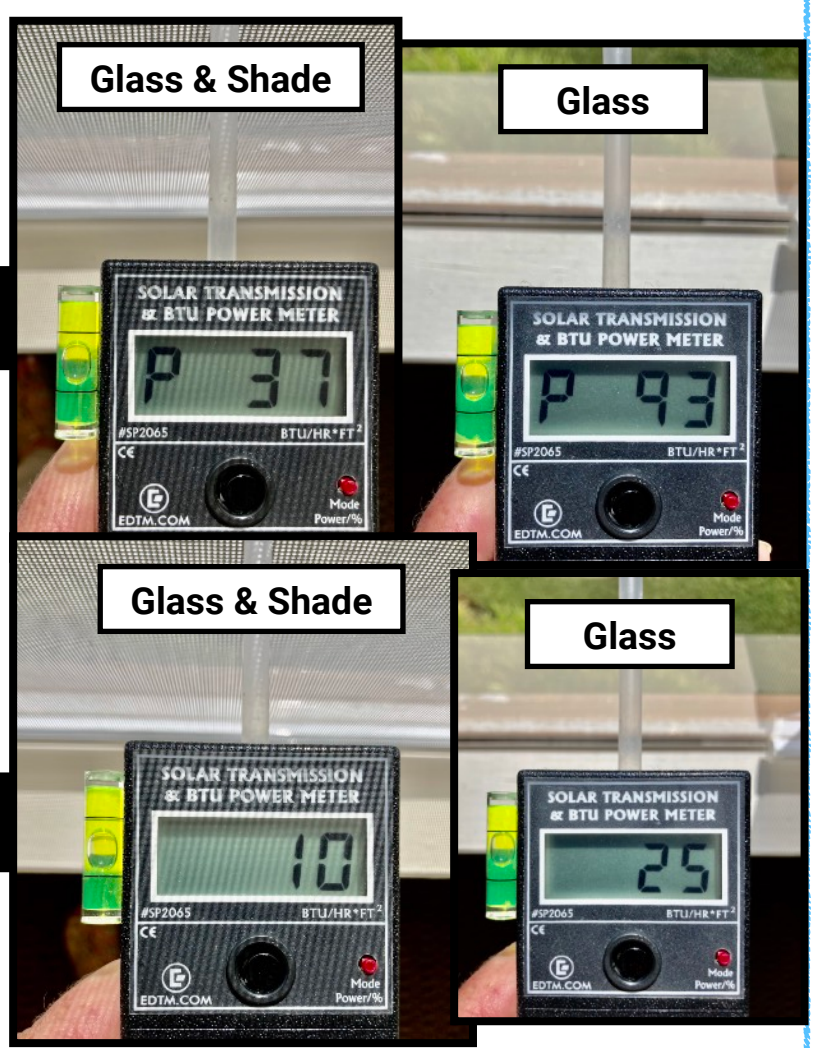 Glass & Shade
SOLAR TRANSMISSION
& BTU POWER METER
P 37
#SP2065 BTU/HR*FT²
CE
Mode
Power/%
EDTM.COM
Glass
SOLAR TRANSMISSION
& BTU POWER METER
P 93
#SP2065 BTU/HR*FT²
CE
Mode
Power/%
EDTM.COM
Glass & Shade
SOLAR TRANSMISSION
& BTU POWER METER
10
#SP2065 BTU/HR*FT²
CE
Mode
Power/%
EDTM.COM
Glass
SOLAR TRANSMISSION
& BTU POWER METER
25
#SP2065 BTU/HR*FT²
CE
Mode
Power/%
EDTM.COM